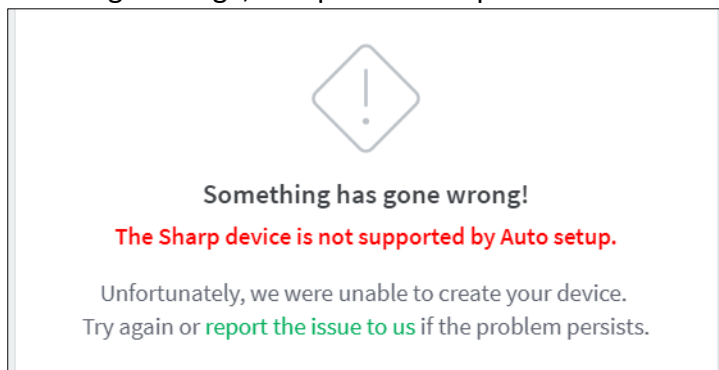 Something has gone wrong!
The Sharp device is not supported by Auto setup.
Unfortunately, we were unable to create your device.
Try again or report the issue to us if the problem persists.